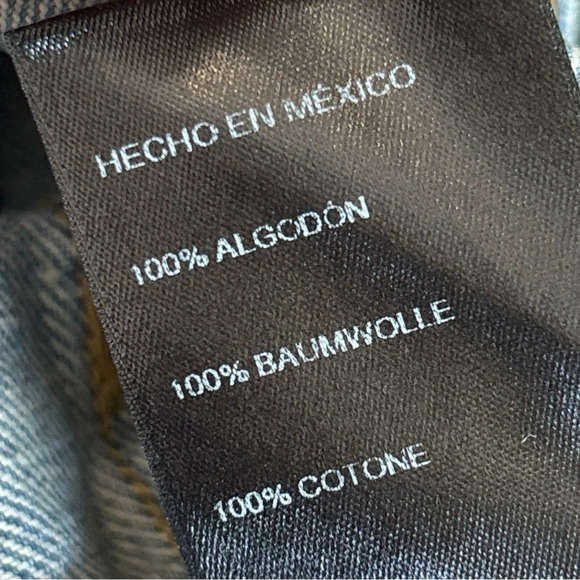 HECHO EN MÉXICO
100% ALGODÓN
100% BAUMWOLLE
100% COTONE